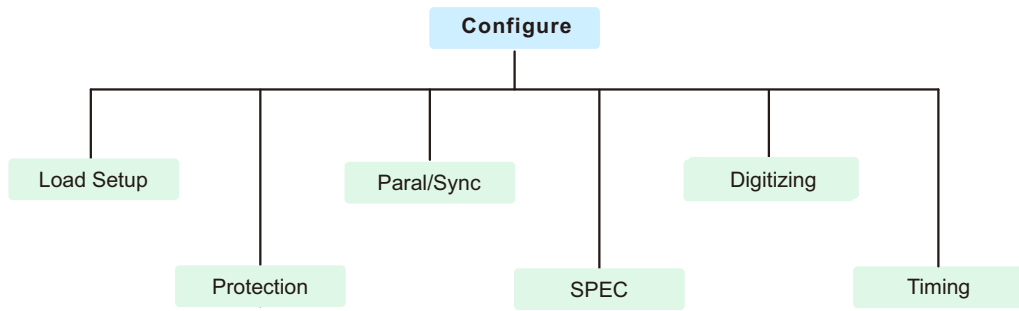 Configure
Load Setup
Paral/Sync
Digitizing
Protection
SPEC
Timing